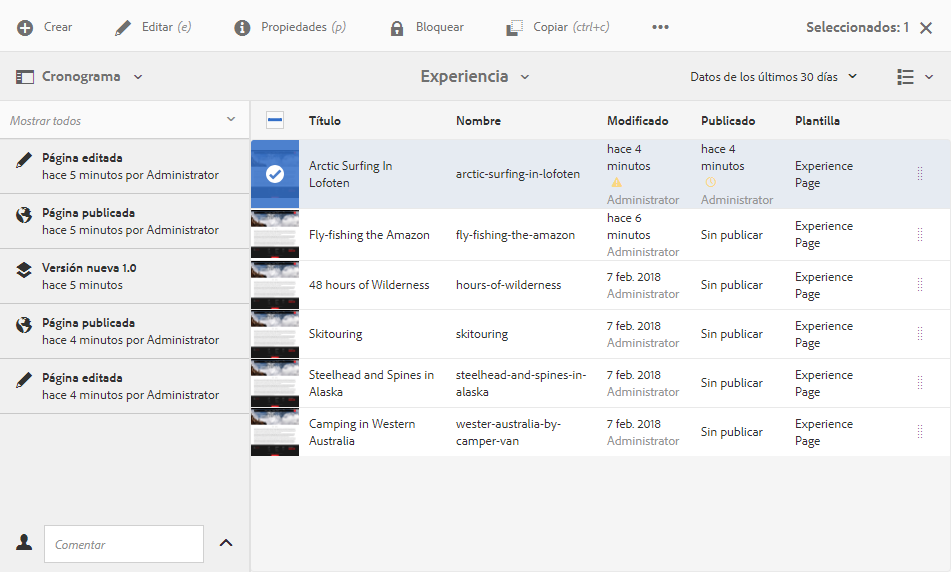 Crear Editar (e) Propiedades (p) Bloquear Copiar (ctrl+c) ••• Seleccionados: 1
Cronograma Experiencia Datos de los últimos 30 días
Mostrar todos
Página editada
hace 5 minutos por Administrator
Página publicada
hace 5 minutos por Administrator
Versión nueva 1.0
hace 5 minutos
Página publicada
hace 4 minutos por Administrator
Página editada
hace 4 minutos por Administrator
Comentar
Título Nombre Modificado Publicado Plantilla
Arctic Surfing In
Lofoten
arctic-surfing-in-lofoten
hace 4
minutos
Administrator
hace 4
minutos
Administrator
Experience
Page
Fly-fishing the Amazon
fly-fishing-the-amazon
hace 6
minutos
Administrator
Sin publicar
Experience
Page
48 hours of Wilderness
hours-of-wilderness
7 feb. 2018
Administrator
Sin publicar
Experience
Page
Skitouring
skitouring
7 feb. 2018
Administrator
Sin publicar
Experience
Page
Steelhead and Spines in
Alaska
steelhead-and-spines-in-
alaska
7 feb. 2018
Administrator
Sin publicar
Experience
Page
Camping in Western
Australia
wester-australia-by-
camper-van
7 feb. 2018
Administrator
Sin publicar
Experience
Page